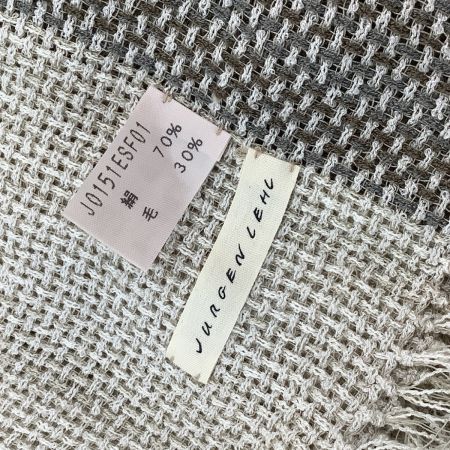 J0151ESF01
絹 70%
毛 30%
JURGEN LEHL